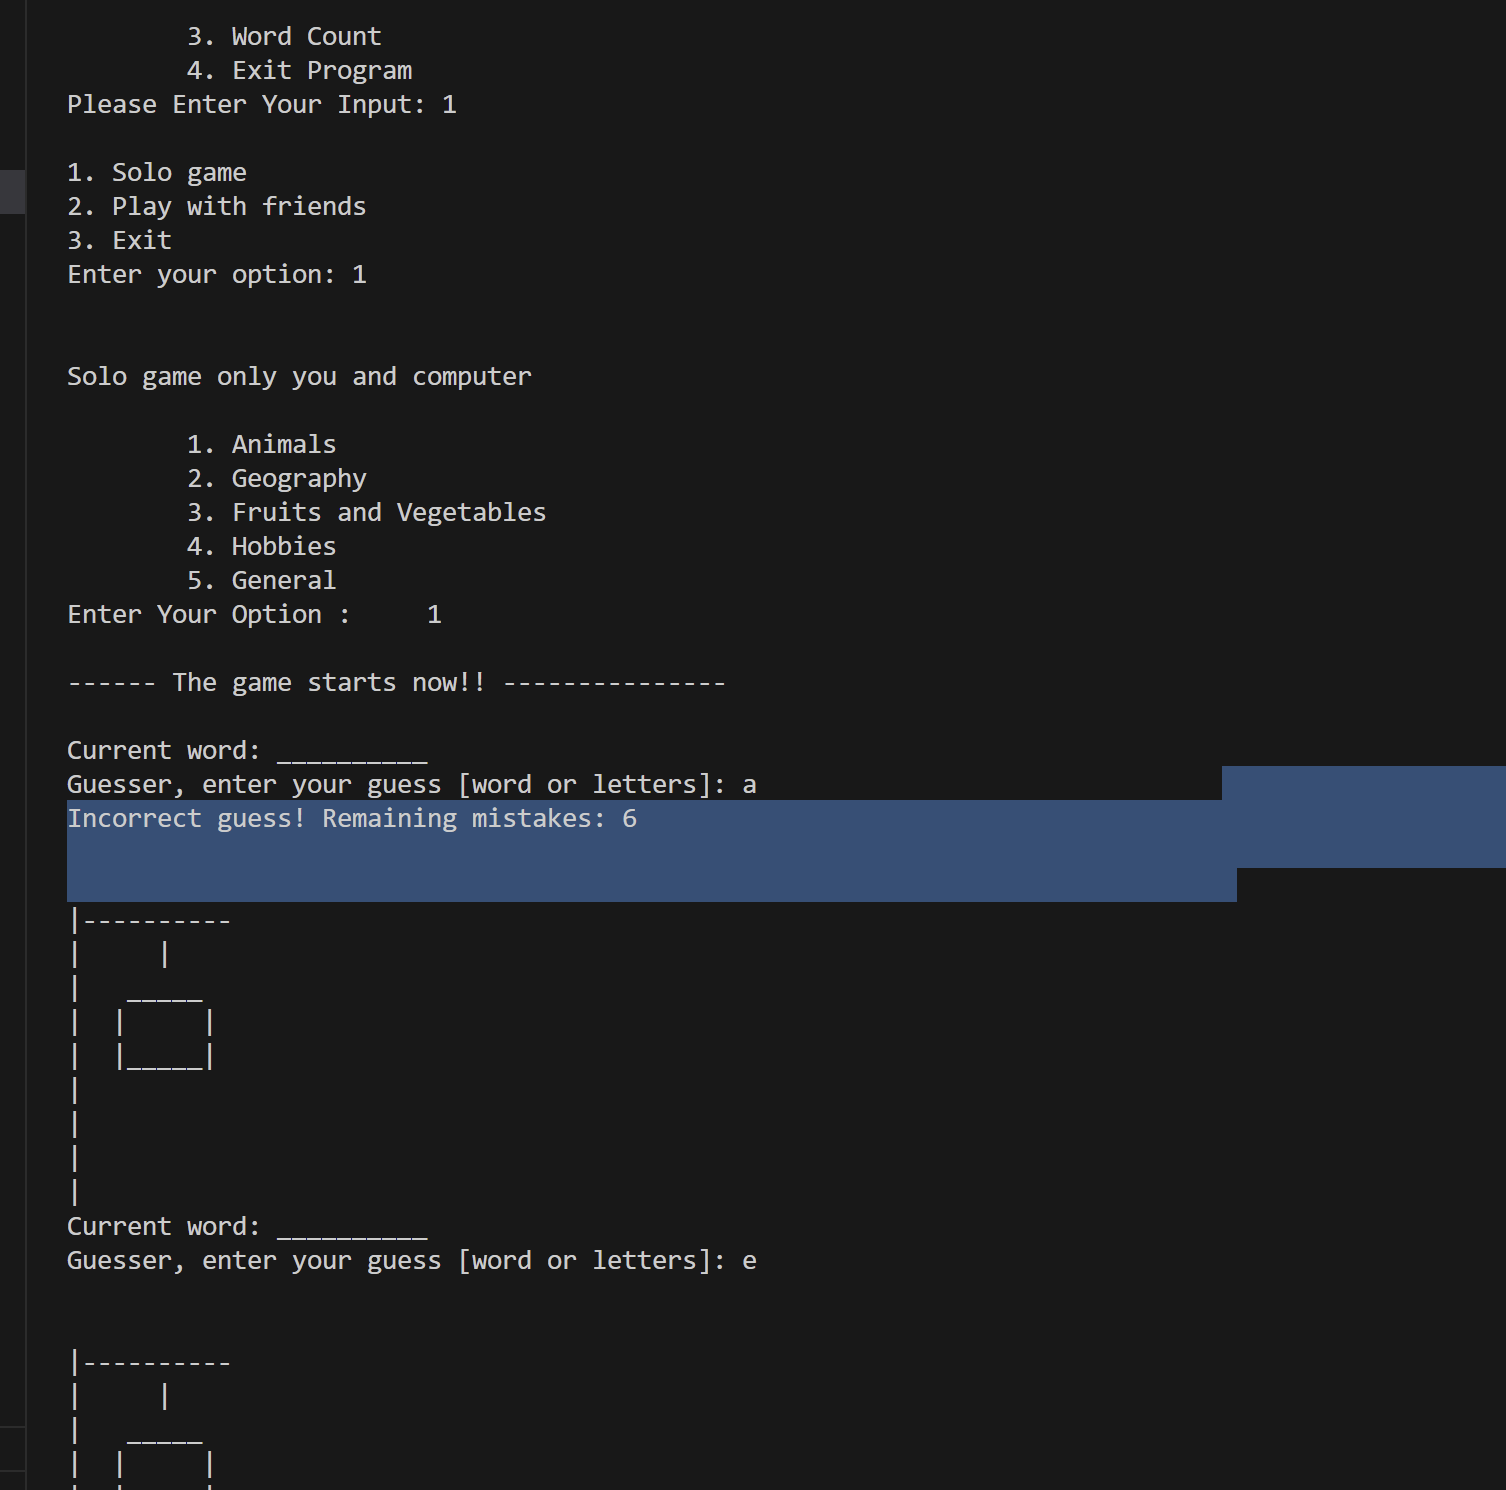 3. Word Count
4. Exit Program
Please Enter Your Input: 1
1. Solo game
2. Play with friends
3. Exit
Enter your option: 1
Solo game only you and computer
1. Animals
2. Geography
3. Fruits and Vegetables
4. Hobbies
5. General
Enter Your Option :     1
------ The game starts now!! ---------------
Current word: __________
Guesser, enter your guess [word or letters]: a
Incorrect guess! Remaining mistakes: 6
|----------
|     |
|   _____
|  |     |
|  |_____|
|
|
|
|
Current word: __________
Guesser, enter your guess [word or letters]: e
|----------
|     |
|   _____
|  |     |